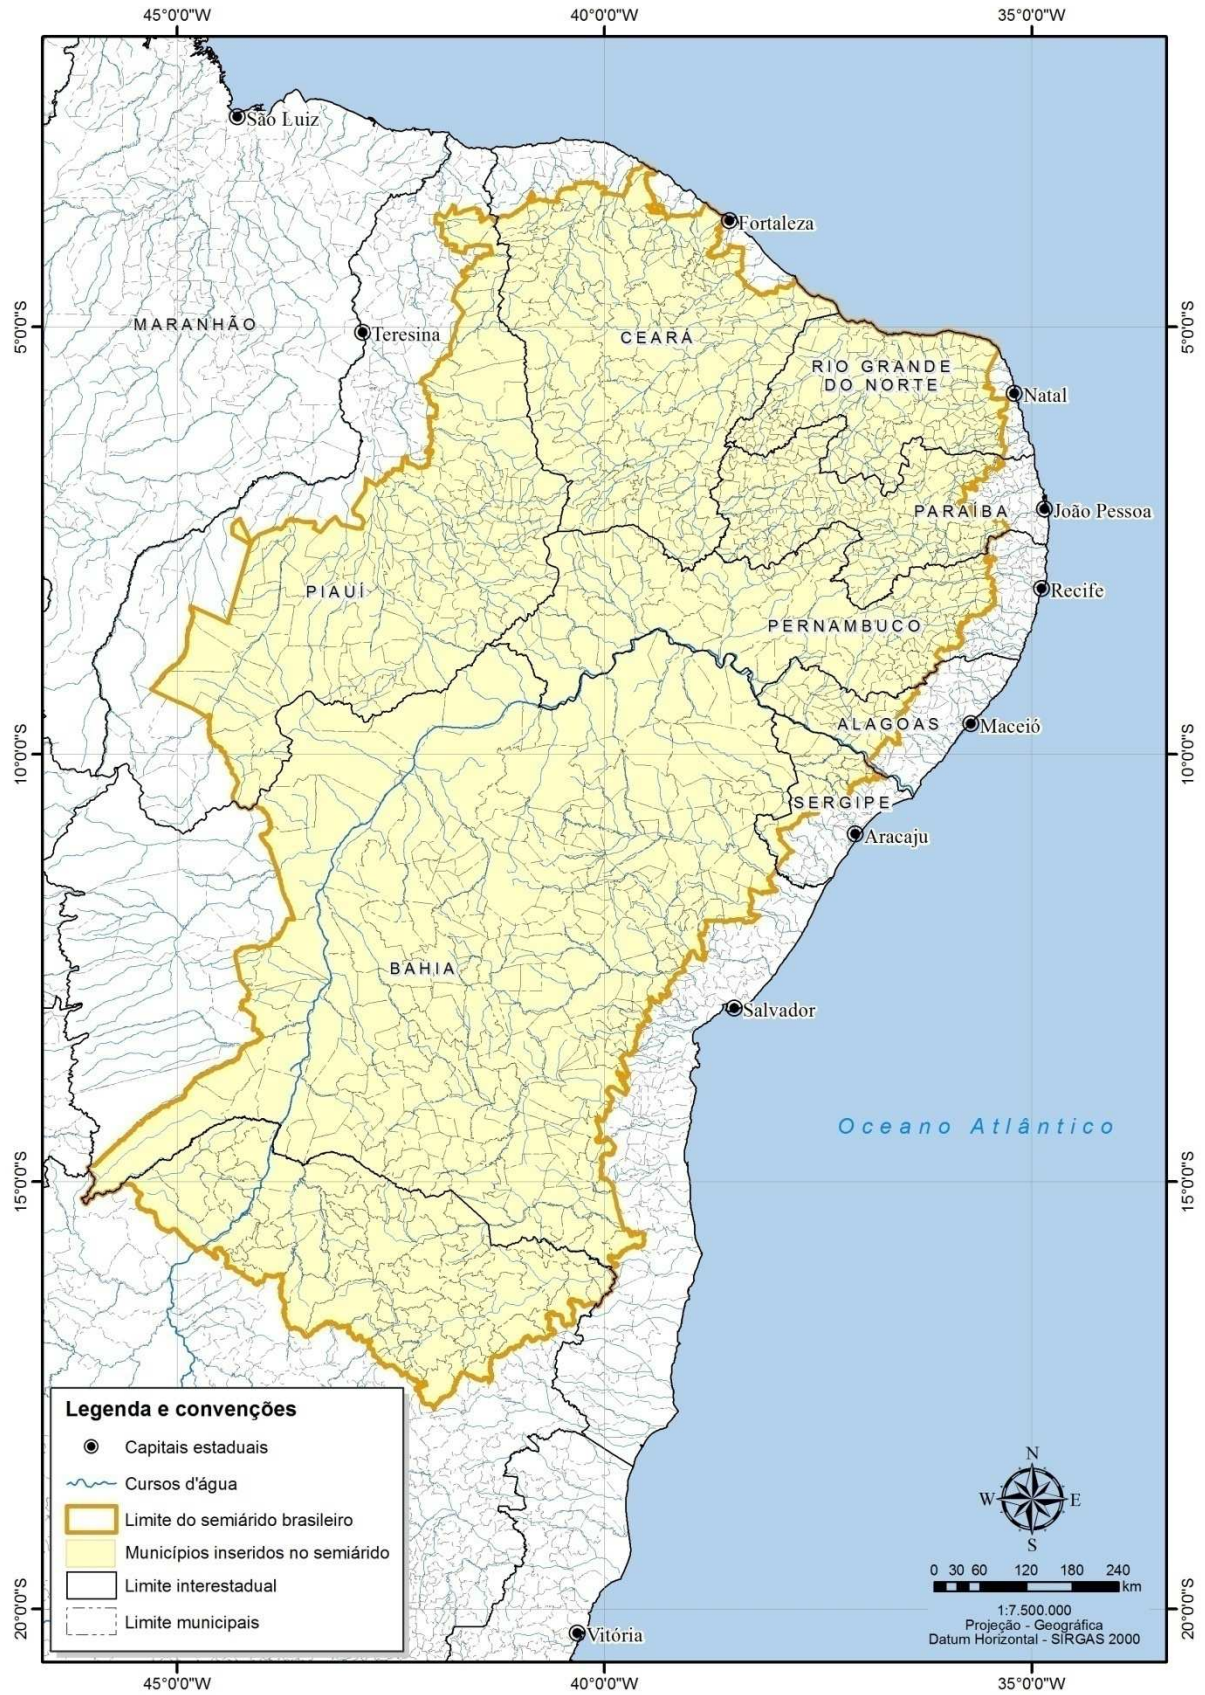 45°0'0"W
40°0'0"W
35°0'0"W
São Luiz
Fortaleza
5°0'0"S
MARANHÃO
Teresina
CEARÁ
5°0'0"S
RIO GRANDE
DO NORTE
Natal
PARAÍBA
João Pessoa
PIAUÍ
Recife
PERNAMBUCO
ALAGOAS
Maceió
10°0'0"S
10°0'0"S
SERGIPE
Aracaju
BAHIA
Salvador
Oceano Atlântico
15°0'0"S
15°0'0"S
Legenda e convenções
Capitais estaduais
Cursos d'água
Limite do semiárido brasileiro
Municípios inseridos no semiárido
Limite interestadual
Limite municipais
N
W
E
S
0 30 60 120 180 240
km
1:7.500.000
Projeção - Geográfica
Datum Horizontal - SIRGAS 2000
20°0'0"S
20°0'0"S
Vitória
45°0'0"W
40°0'0"W
35°0'0"W